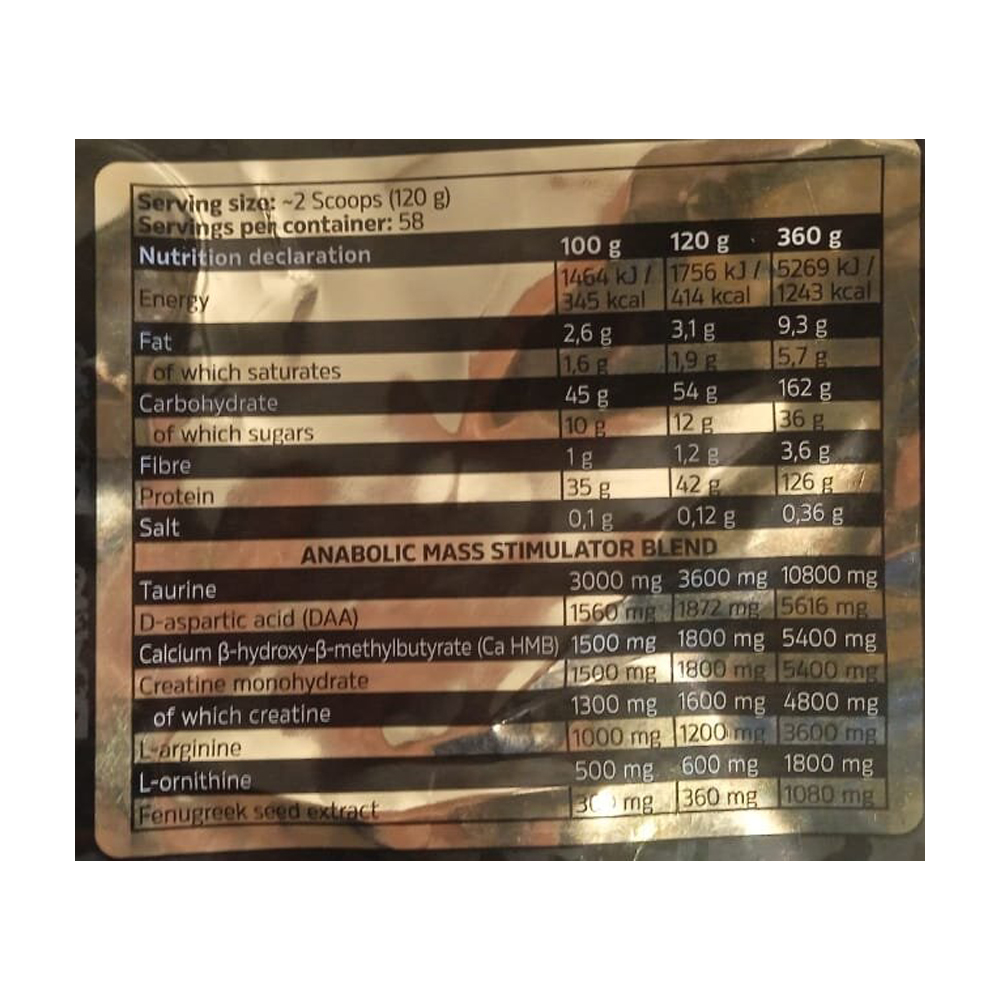 Serving size: ~2 Scoops (120 g)
Servings per container: 58
Nutrition declaration 100 g 120 g 360 g
Energy 1464 kJ / 345 kcal 1756 kJ / 414 kcal 5269 kJ / 1243 kcal
Fat 2,6 g 3,1 g 9,3 g
of which saturates 1,6 g 1,9 g 5,7 g
Carbohydrate 45 g 54 g 162 g
of which sugars 10 g 12 g 36 g
Fibre 1 g 1,2 g 3,6 g
Protein 35 g 42 g 126 g
Salt 0,1 g 0,12 g 0,36 g
ANABOLIC MASS STIMULATOR BLEND
Taurine 3000 mg 3600 mg 10800 mg
D-aspartic acid (DAA) 1560 mg 1872 mg 5616 mg
Calcium β-hydroxy-β-methylbutyrate (Ca HMB) 1500 mg 1800 mg 5400 mg
Creatine monohydrate 1500 mg 1800 mg 5400 mg
of which creatine 1300 mg 1600 mg 4800 mg
L-arginine 1000 mg 1200 mg 3600 mg
L-ornithine 500 mg 600 mg 1800 mg
Fenugreek seed extract mg 360 mg 1080 mg